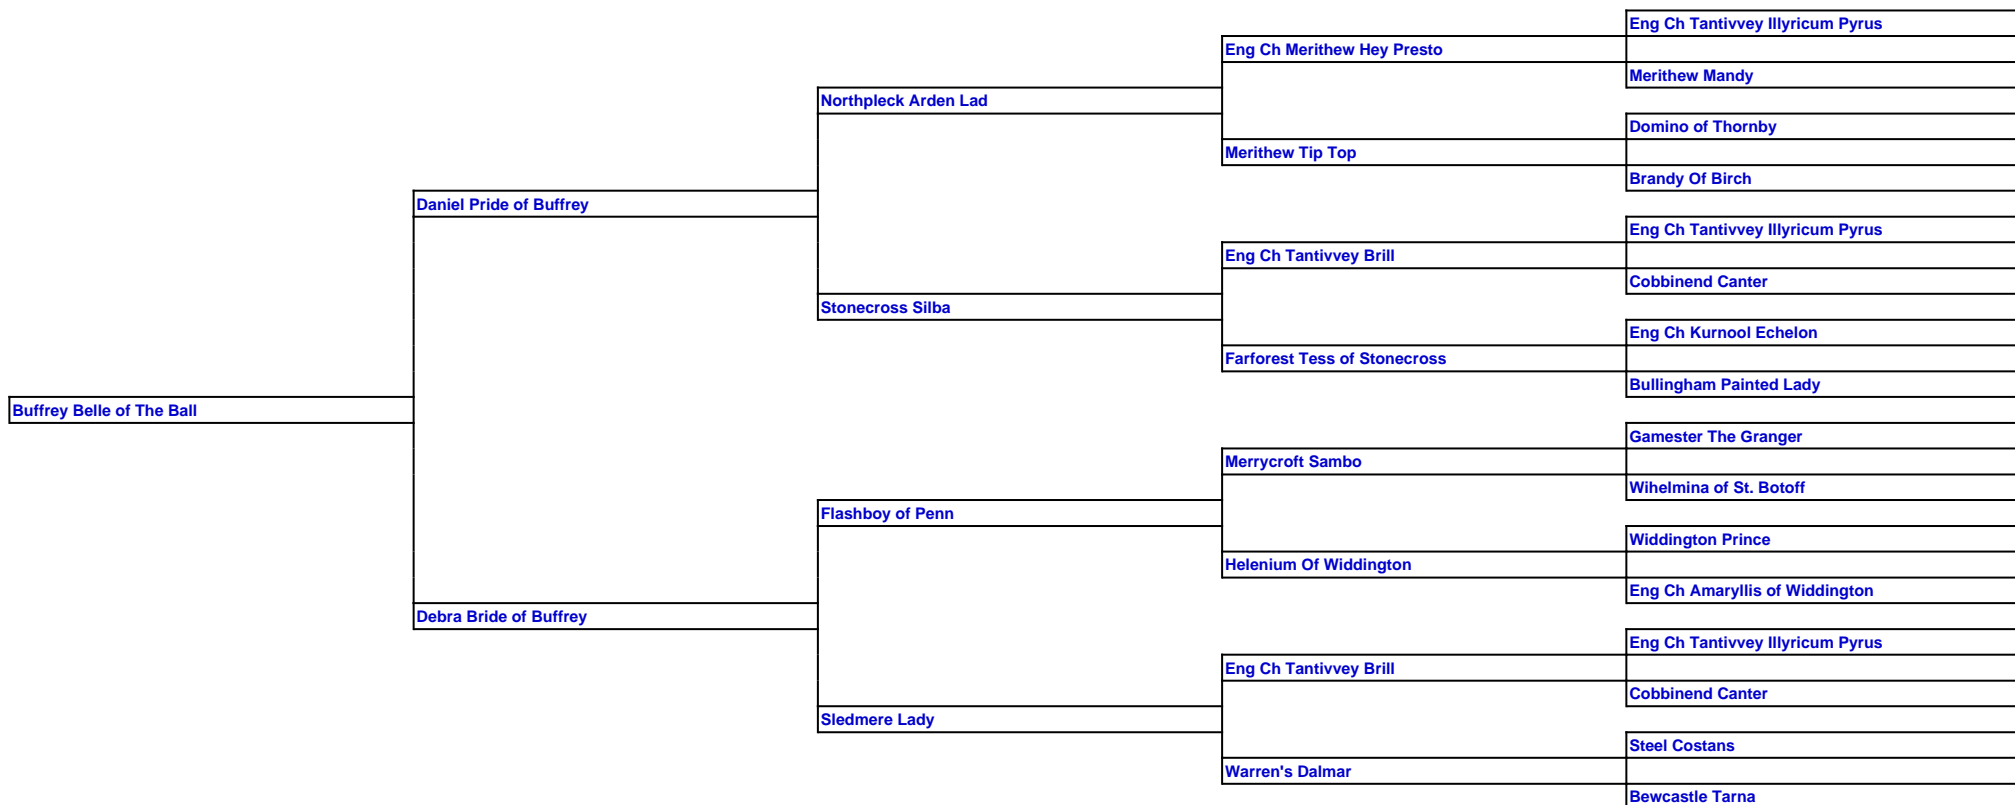 Eng Ch Tantivvey Illyricum Pyrus
Eng Ch Merithew Hey Presto
Merithew Mandy
Northpleck Arden Lad
Domino of Thornby
Merithew Tip Top
Brandy Of Birch
Daniel Pride of Buffrey
Eng Ch Tantivvey Illyricum Pyrus
Eng Ch Tantivvey Brill
Cobbinend Canter
Stonecross Silba
Eng Ch Kurnool Echelon
Farforest Tess of Stonecross
Bullingham Painted Lady
Buffrey Belle of The Ball
Gamester The Granger
Merrycroft Sambo
Wihelmina of St. Botoff
Flashboy of Penn
Widdington Prince
Helenium Of Widdington
Eng Ch Amaryllis of Widdington
Debra Bride of Buffrey
Eng Ch Tantivvey Illyricum Pyrus
Eng Ch Tantivvey Brill
Cobbinend Canter
Sledmere Lady
Steel Costans
Warren's Dalmar
Bewcastle Tarna